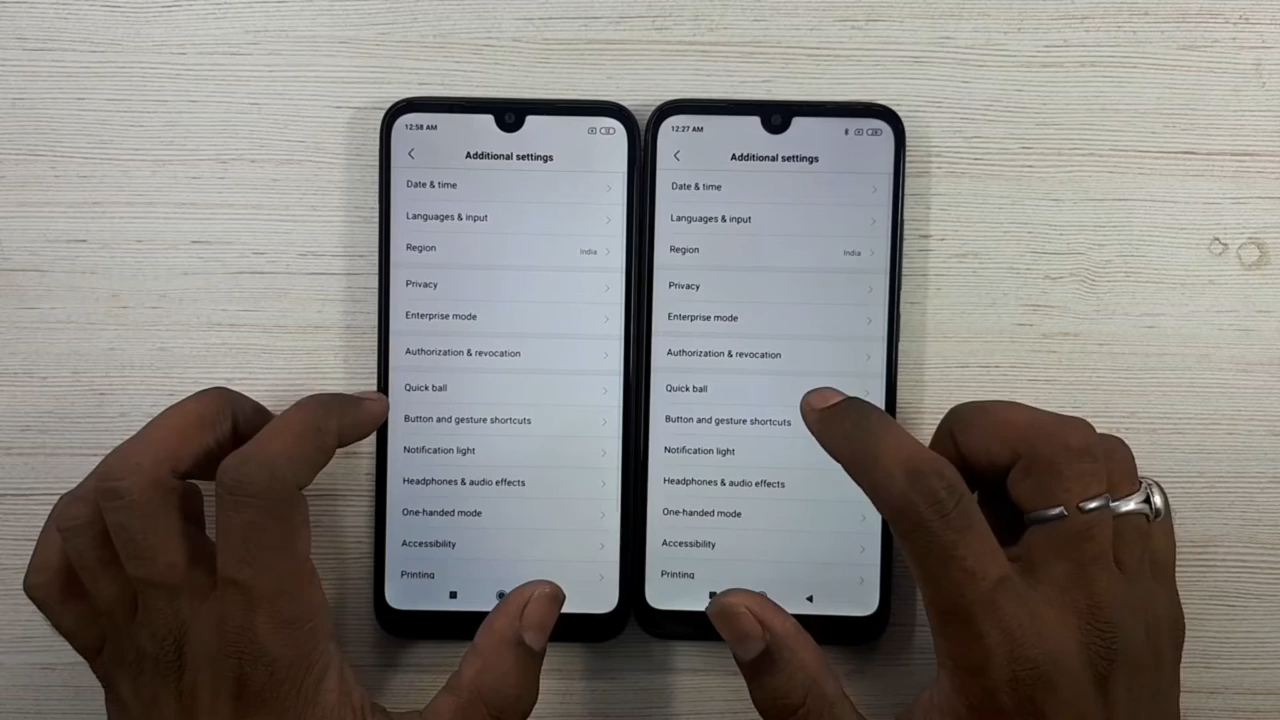 12:58 AM
Additional settings
Date & time
Languages & input
Region India
Privacy
Enterprise mode
Authorization & revocation
Quick ball
Button and gesture shortcuts
Notification light
Headphones & audio effects
One-handed mode
Accessibility
Printing
12:27 AM
Additional settings
Date & time
Languages & input
Region India
Privacy
Enterprise mode
Authorization & revocation
Quick ball
Button and gesture shortcuts
Notification light
Headphones & audio effects
One-handed mode
Accessibility
Printing